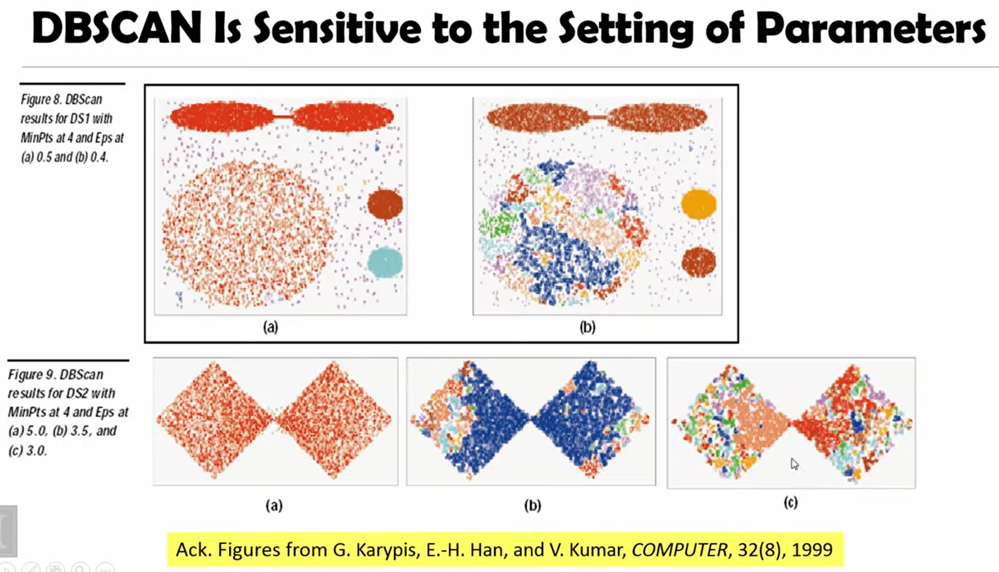 DBSCAN Is Sensitive to the Setting of Parameters
Figure 8. DBScan
results for DS1 with
MinPts at 4 and Eps at
(a) 0.5 and (b) 0.4.
(a)
(b)
Figure 9. DBScan
results for DS2 with
MinPts at 4 and Eps at
(a) 5.0, (b) 3.5, and
(c) 3.0.
(a)
(b)
(c)
Ack. Figures from G. Karypis, E.-H. Han, and V. Kumar, COMPUTER, 32(8), 1999